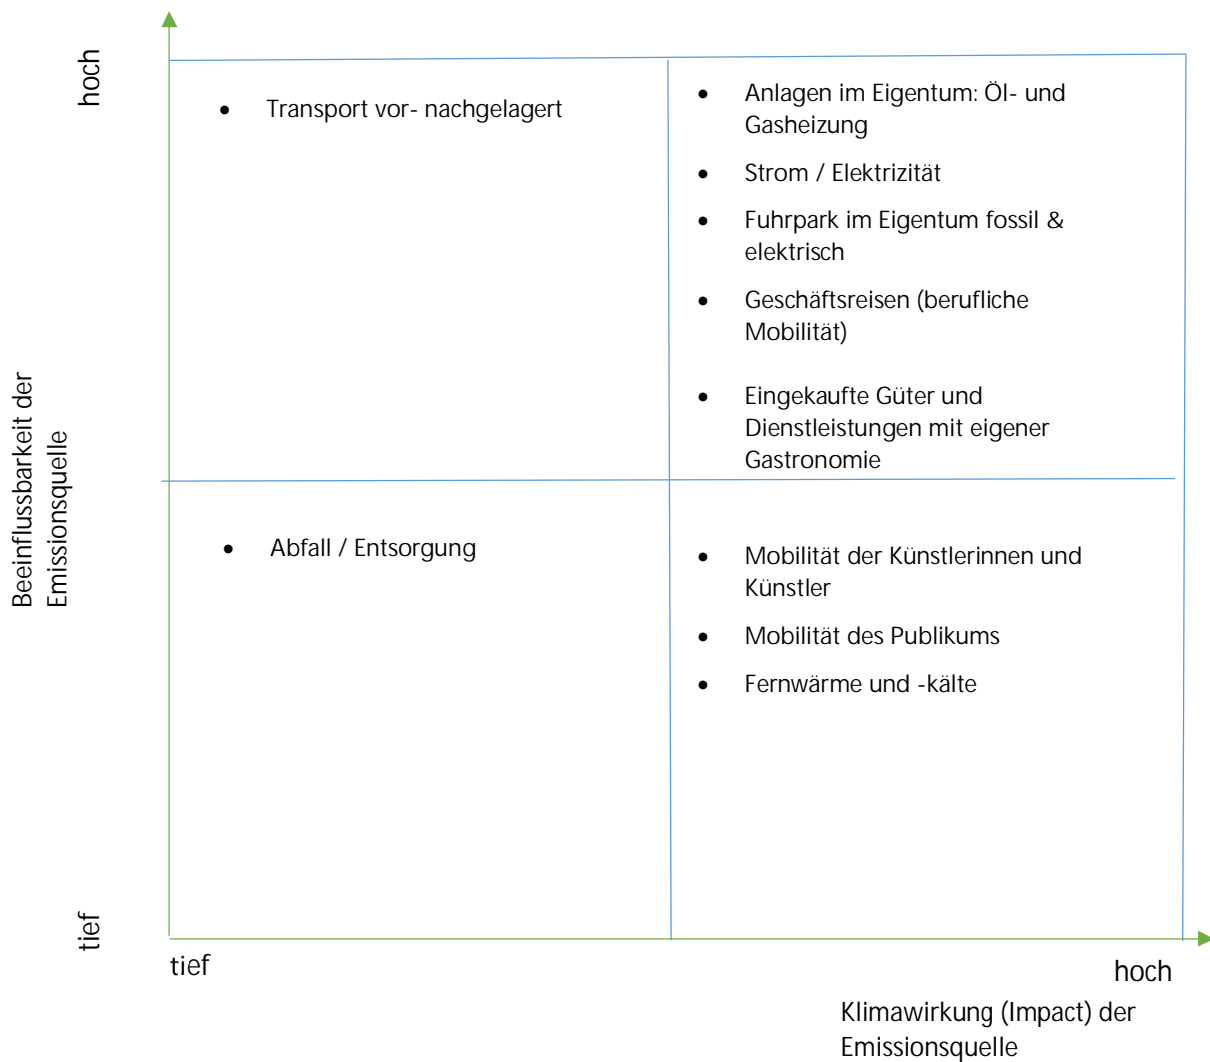 hoch
Transport vor- nachgelagert
Anlagen im Eigentum: Öl- und
Gasheizung
Strom / Elektrizität
Fuhrpark im Eigentum fossil &
elektrisch
Geschäftsreisen (berufliche
Mobilität)
Eingekaufte Güter und
Dienstleistungen mit eigener
Gastronomie
Beeinflussbarkeit der
Emissionsquelle
Abfall / Entsorgung
Mobilität der Künstlerinnen und
Künstler
Mobilität des Publikums
Fernwärme und -kälte
tief
tief
hoch
Klimawirkung (Impact) der
Emissionsquelle